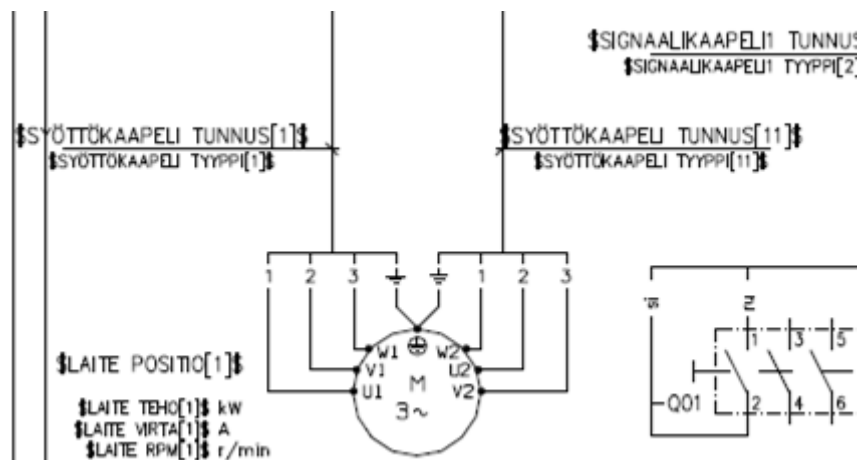 $SIGNAALIKAAPELI1 TUNNUS
$SIGNAALIKAAPELI1 TYYPPI[2]
$SYÖTTÖKAAPELI TUNNUS[1]$
$SYÖTTÖKAAPELI TYYPPI[1]$
$SYÖTTÖKAAPELI TUNNUS[11]$
$SYÖTTÖKAAPELI TYYPPI[11]$
1 2 3 1 2 3
1 3 5
W1 W2
V1 U2
U1 V2
M
3~
2 4 6
-Q01
$LAITE POSITIO[1]$
$LAITE TEHO[1]$ kW
$LAITE VIRTA[1]$ A
$LAITE RPM[1]$ r/min